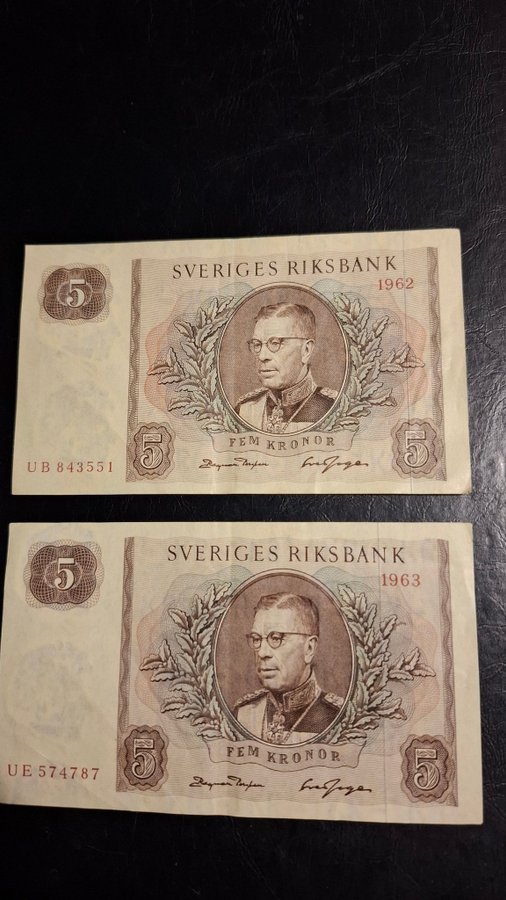 SVERIGES RIKSBANK
1962
5
FEM KRONOR
5
5
UB 843551
SVERIGES RIKSBANK
1963
5
FEM KRONOR
5
5
UE 574787